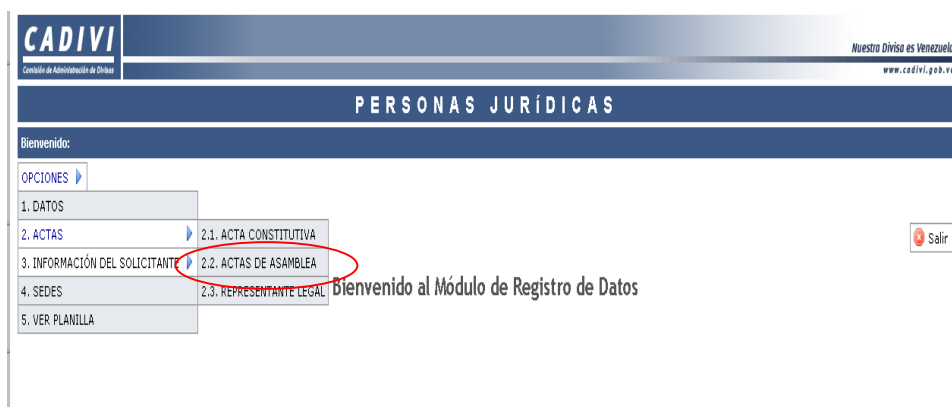 CADIVI
Comisión de Administración de Divisas
Nuestra Divisa es Venezuela
www.cadivi.gob.ve
PERSONAS JURÍDICAS
Bienvenido:
OPCIONES
1. DATOS
2. ACTAS
2.1. ACTA CONSTITUTIVA
Salir
3. INFORMACIÓN DEL SOLICITANTE
2.2. ACTAS DE ASAMBLEA
4. SEDES
2.3. REPRESENTANTE LEGAL
Bienvenido al Módulo de Registro de Datos
5. VER PLANILLA